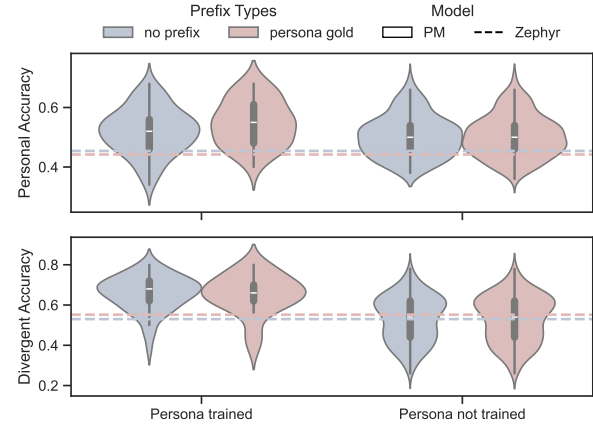 Prefix Types Model
no prefix persona gold PM Zephyr
Personal Accuracy
0.6
0.4
Divergent Accuracy
0.8
0.6
0.4
0.2
Persona trained Persona not trained